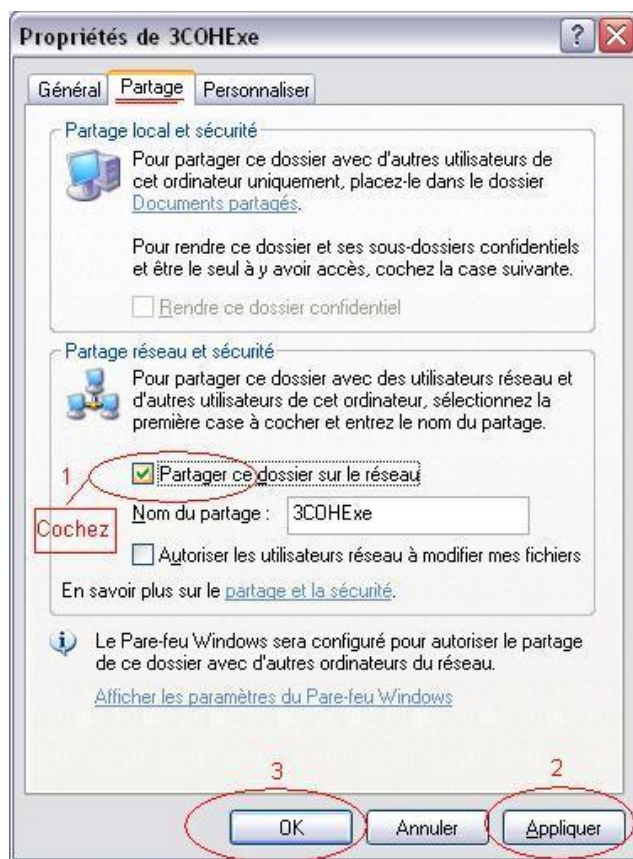 Propriétés de 3COHExe
Général Partage Personnaliser
Partage local et sécurité
Pour partager ce dossier avec d'autres utilisateurs de
cet ordinateur uniquement, placez-le dans le dossier
Documents partagés.
Pour rendre ce dossier et ses sous-dossiers confidentiels
et être le seul à y avoir accès, cochez la case suivante.
Rendre ce dossier confidentiel
Partage réseau et sécurité
Pour partager ce dossier avec des utilisateurs réseau et
d'autres utilisateurs de cet ordinateur, sélectionnez la
première case à cocher et entrez le nom du partage.
1
Partager ce dossier sur le réseau
Cochez
Nom du partage : 3COHExe
Autoriser les utilisateurs réseau à modifier mes fichiers
En savoir plus sur le partage et la sécurité.
Le Pare-feu Windows sera configuré pour autoriser le partage
de ce dossier avec d'autres ordinateurs du réseau.
Afficher les paramètres du Pare-feu Windows
3 2
OK Annuler Appliquer